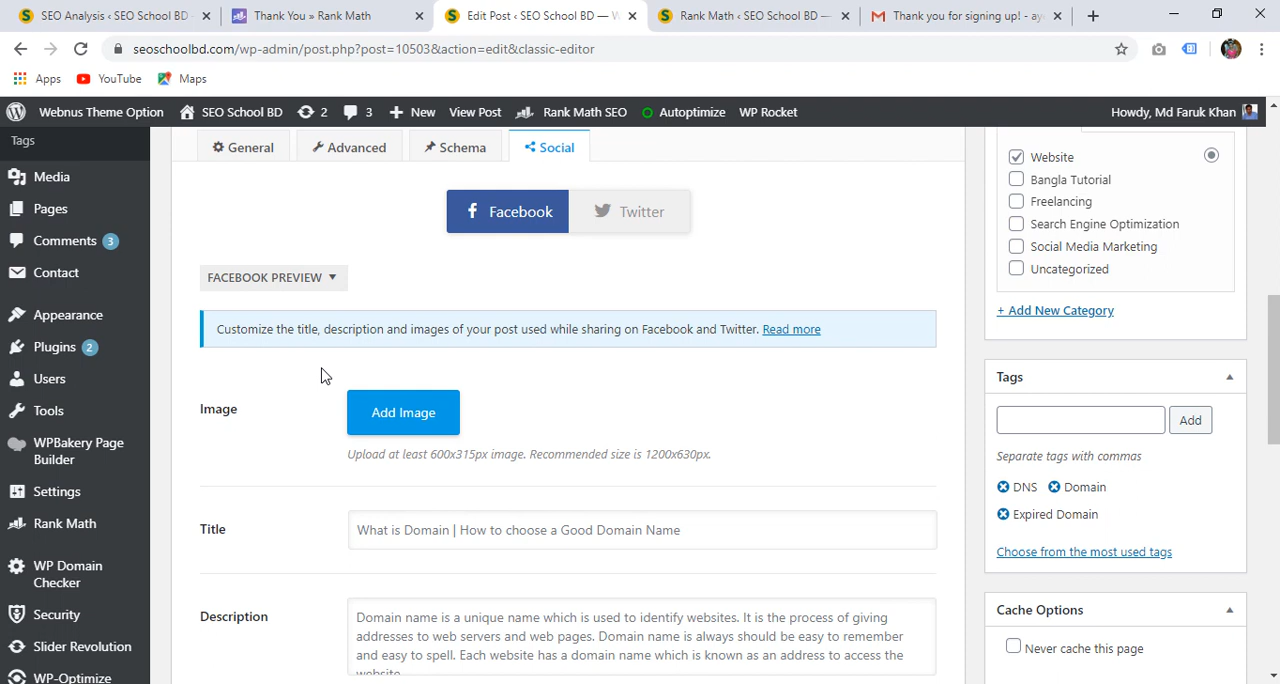 SEO Analysis ‹ SEO School BD -
Thank You » Rank Math
Edit Post ‹ SEO School BD — W
Rank Math ‹ SEO School BD —
Thank you for signing up! - ay
seoschoolbd.com/wp-admin/post.php?post=10503&action=edit&classic-editor
Apps
YouTube
Maps
Webnus Theme Option
SEO School BD
2
3
New
View Post
Rank Math SEO
Autoptimize
WP Rocket
Howdy, Md Faruk Khan
Tags
Media
Pages
Comments 3
Contact
Appearance
Plugins 2
Users
Tools
WPBakery Page
Builder
Settings
Rank Math
WP Domain
Checker
Security
Slider Revolution
WP-Optimize
General
Advanced
Schema
Social
Facebook
Twitter
FACEBOOK PREVIEW
Customize the title, description and images of your post used while sharing on Facebook and Twitter. Read more
Image
Add Image
Upload at least 600x315px image. Recommended size is 1200x630px.
Title
What is Domain | How to choose a Good Domain Name
Description
Domain name is a unique name which is used to identify websites. It is the process of giving
addresses to web servers and web pages. Domain name is always should be easy to remember
and easy to spell. Each website has a domain name which is known as an address to access the
website.
Website
Bangla Tutorial
Freelancing
Search Engine Optimization
Social Media Marketing
Uncategorized
+ Add New Category
Tags
Add
Separate tags with commas
DNS
Domain
Expired Domain
Choose from the most used tags
Cache Options
Never cache this page